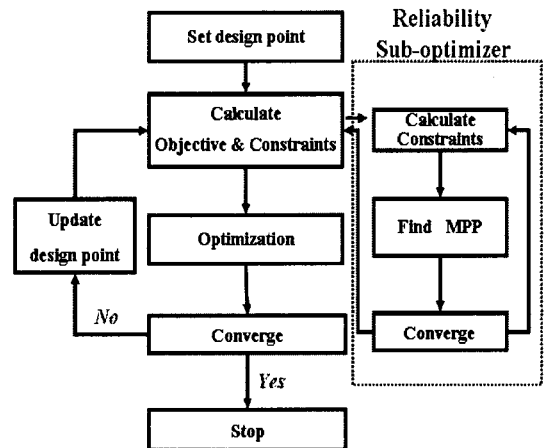 Reliability
Sub-optimizer
Set design point
Calculate
Objective & Constraints
Calculate
Constraints
Update
design point
Optimization
Find MPP
No
Converge
Converge
Yes
Stop